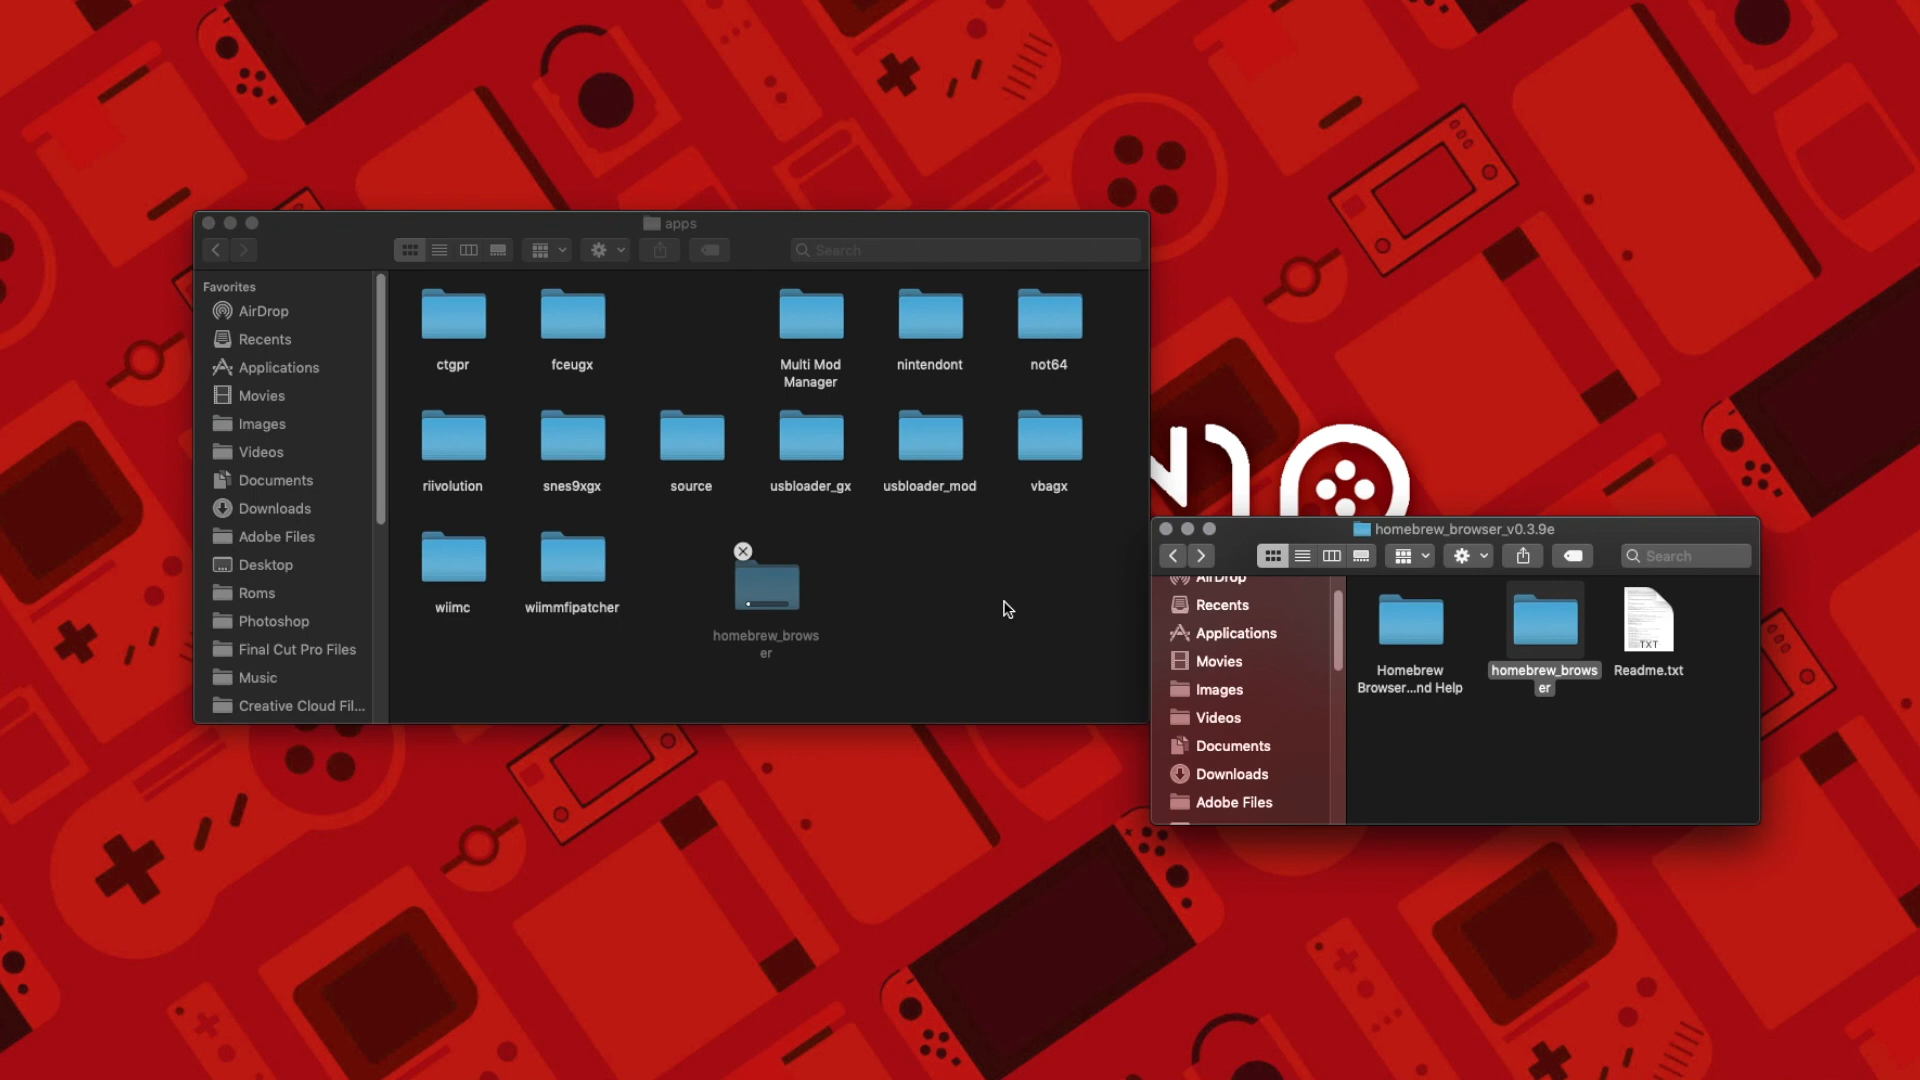 apps
Search
Favorites
AirDrop
Recents
Applications
Movies
Images
Videos
Documents
Downloads
Adobe Files
Desktop
Roms
Photoshop
Final Cut Pro Files
Music
Creative Cloud Fil...
ctgpr
fceugx
Multi Mod
Manager
nintendont
not64
riivolution
snes9xgx
source
usbloader_gx
usbloader_mod
vbagx
wiimc
wiimmfipatcher
homebrew_brows
er
homebrew_browser_v0.3.9e
Search
AirDrop
Recents
Applications
Movies
Images
Videos
Documents
Downloads
Adobe Files
Homebrew
Browser...nd Help
homebrew_brows
er
TXT
Readme.txt